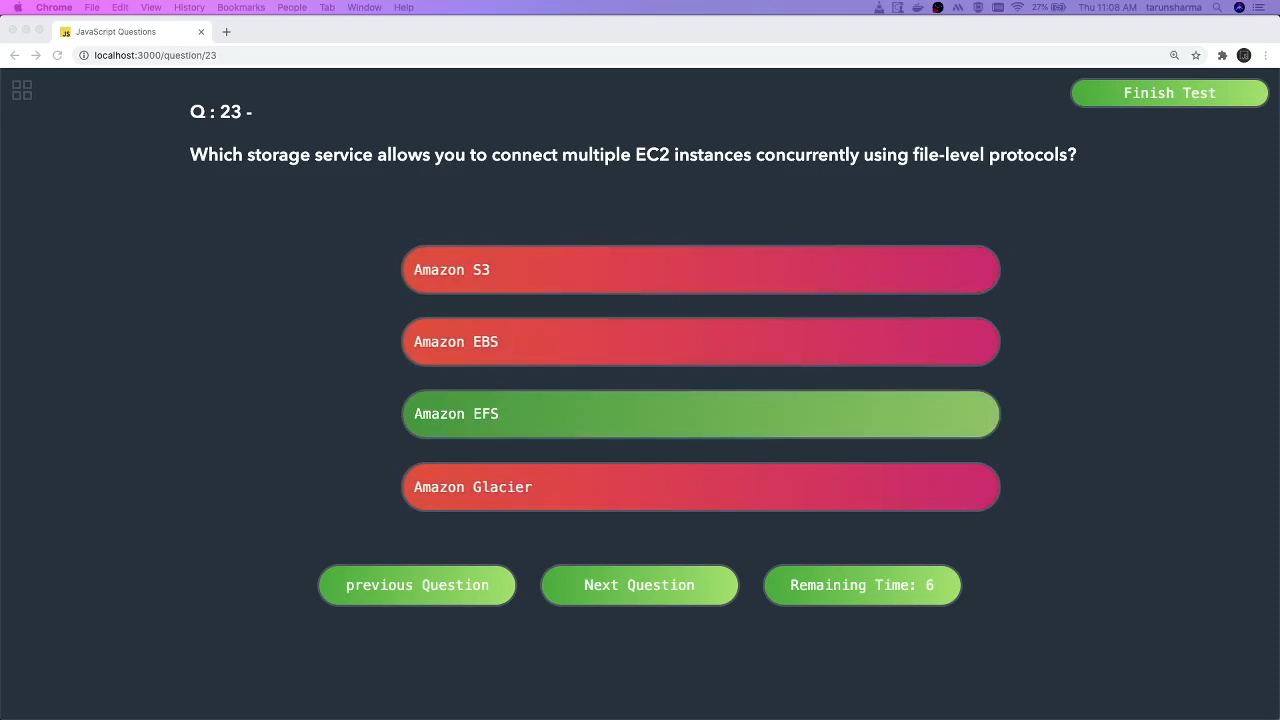 Chrome File Edit View History Bookmarks People Tab Window Help 27% Thu 11:08 AM tarunsharma
JS JavaScript Questions
localhost:3000/question/23
Finish Test
Q : 23 -
Which storage service allows you to connect multiple EC2 instances concurrently using file-level protocols?
Amazon S3
Amazon EBS
Amazon EFS
Amazon Glacier
previous Question Next Question Remaining Time: 6